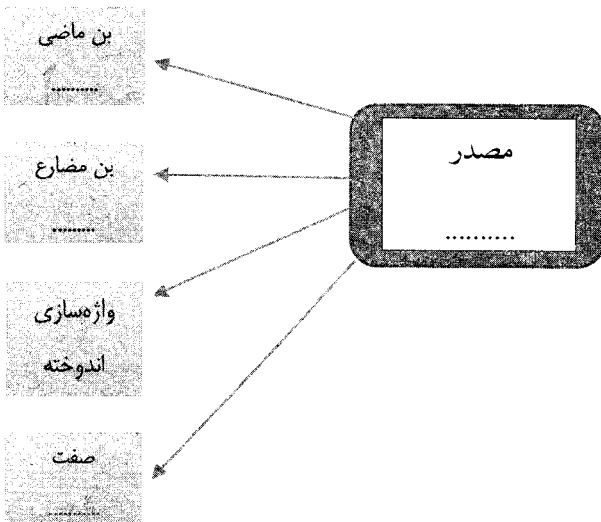 مصدر
..........
بن ماضی
.........
بن مضارع
.........
واژه‌سازی
اندوخته
صفت
..........